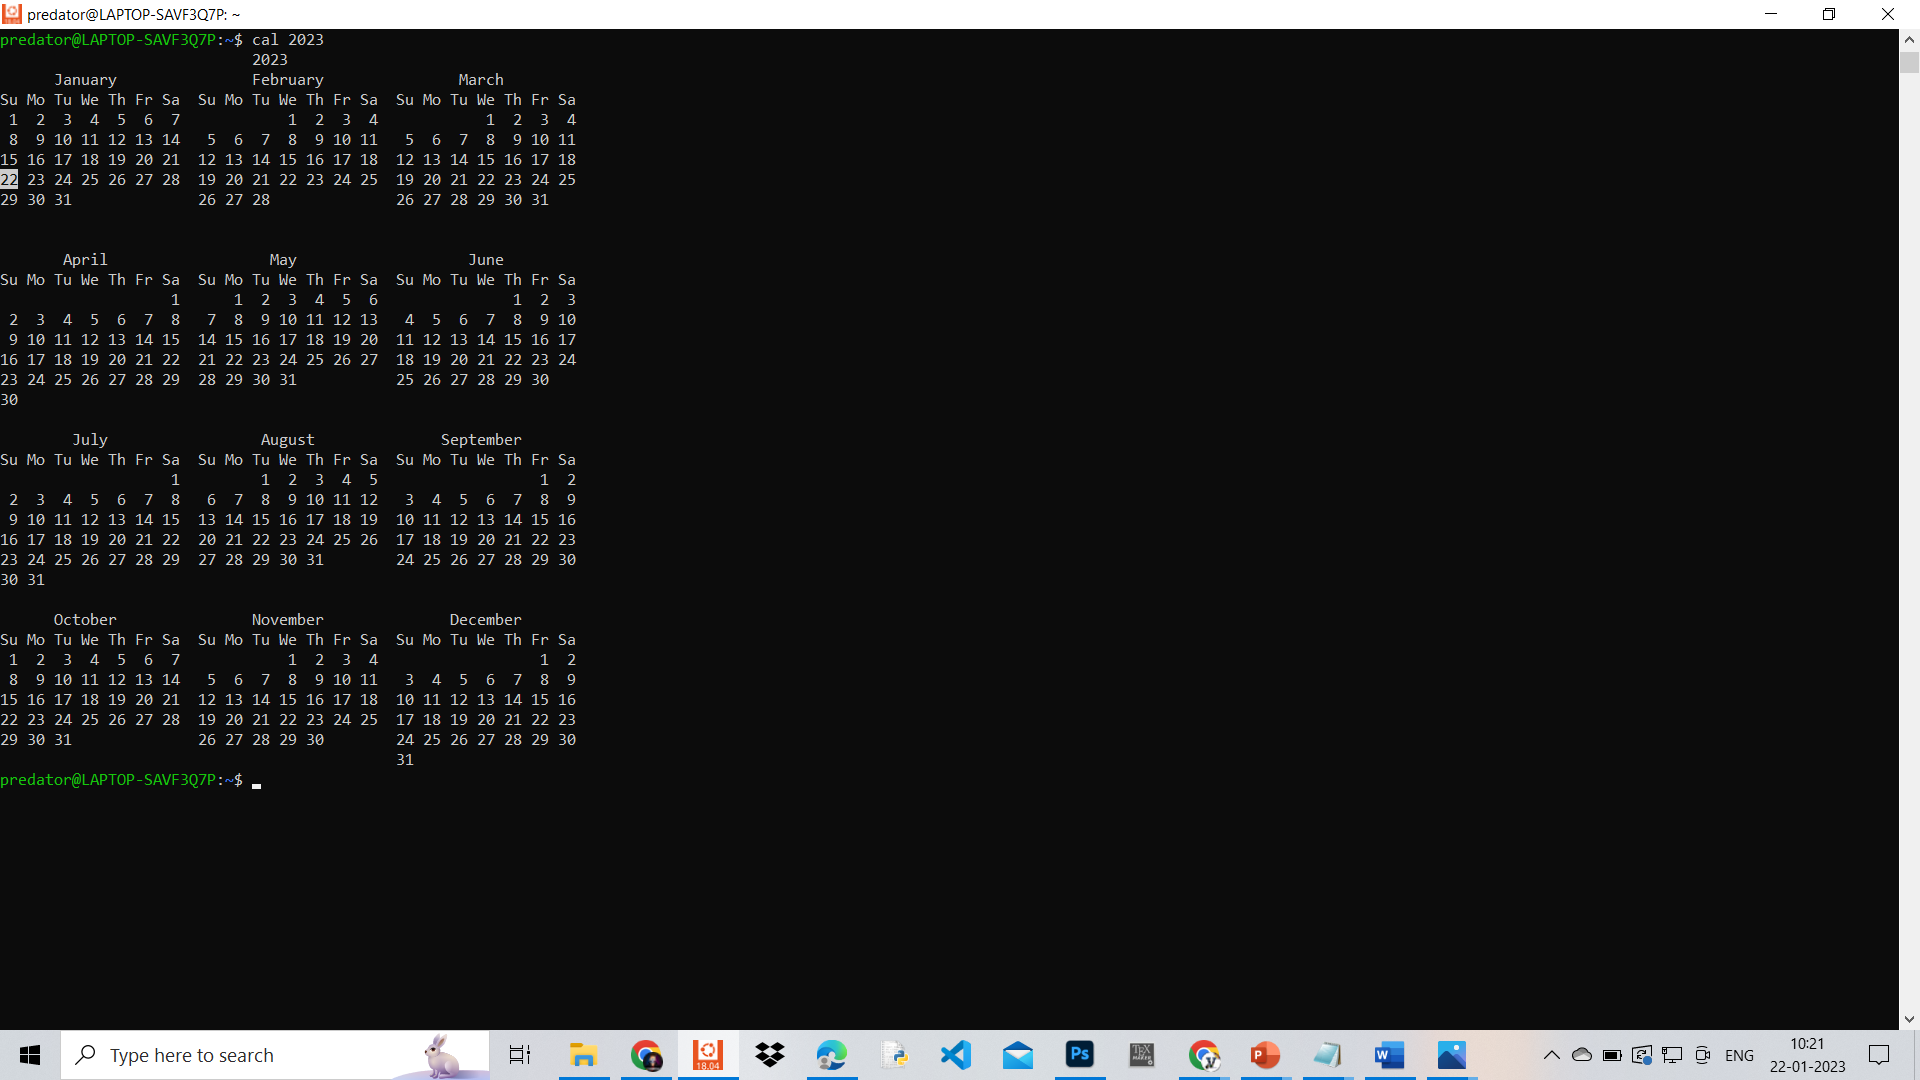 predator@LAPTOP-SAVF3Q7P: ~
predator@LAPTOP-SAVF3Q7P:~$ cal 2023
                            2023
      January               February               March
Su Mo Tu We Th Fr Sa  Su Mo Tu We Th Fr Sa  Su Mo Tu We Th Fr Sa
 1  2  3  4  5  6  7            1  2  3  4            1  2  3  4
 8  9 10 11 12 13 14   5  6  7  8  9 10 11   5  6  7  8  9 10 11
15 16 17 18 19 20 21  12 13 14 15 16 17 18  12 13 14 15 16 17 18
22 23 24 25 26 27 28  19 20 21 22 23 24 25  19 20 21 22 23 24 25
29 30 31              26 27 28              26 27 28 29 30 31
       April                  May                   June
Su Mo Tu We Th Fr Sa  Su Mo Tu We Th Fr Sa  Su Mo Tu We Th Fr Sa
                   1      1  2  3  4  5  6               1  2  3
 2  3  4  5  6  7  8   7  8  9 10 11 12 13   4  5  6  7  8  9 10
 9 10 11 12 13 14 15  14 15 16 17 18 19 20  11 12 13 14 15 16 17
16 17 18 19 20 21 22  21 22 23 24 25 26 27  18 19 20 21 22 23 24
23 24 25 26 27 28 29  28 29 30 31           25 26 27 28 29 30
30
        July                 August              September
Su Mo Tu We Th Fr Sa  Su Mo Tu We Th Fr Sa  Su Mo Tu We Th Fr Sa
                   1         1  2  3  4  5                  1  2
 2  3  4  5  6  7  8   6  7  8  9 10 11 12   3  4  5  6  7  8  9
 9 10 11 12 13 14 15  13 14 15 16 17 18 19  10 11 12 13 14 15 16
16 17 18 19 20 21 22  20 21 22 23 24 25 26  17 18 19 20 21 22 23
23 24 25 26 27 28 29  27 28 29 30 31        24 25 26 27 28 29 30
30 31
      October               November              December
Su Mo Tu We Th Fr Sa  Su Mo Tu We Th Fr Sa  Su Mo Tu We Th Fr Sa
 1  2  3  4  5  6  7            1  2  3  4                  1  2
 8  9 10 11 12 13 14   5  6  7  8  9 10 11   3  4  5  6  7  8  9
15 16 17 18 19 20 21  12 13 14 15 16 17 18  10 11 12 13 14 15 16
22 23 24 25 26 27 28  19 20 21 22 23 24 25  17 18 19 20 21 22 23
29 30 31              26 27 28 29 30        24 25 26 27 28 29 30
                                            31
predator@LAPTOP-SAVF3Q7P:~$
Type here to search
18.04
Ps
TEX
MAKER
P
W
ENG
10:21
22-01-2023